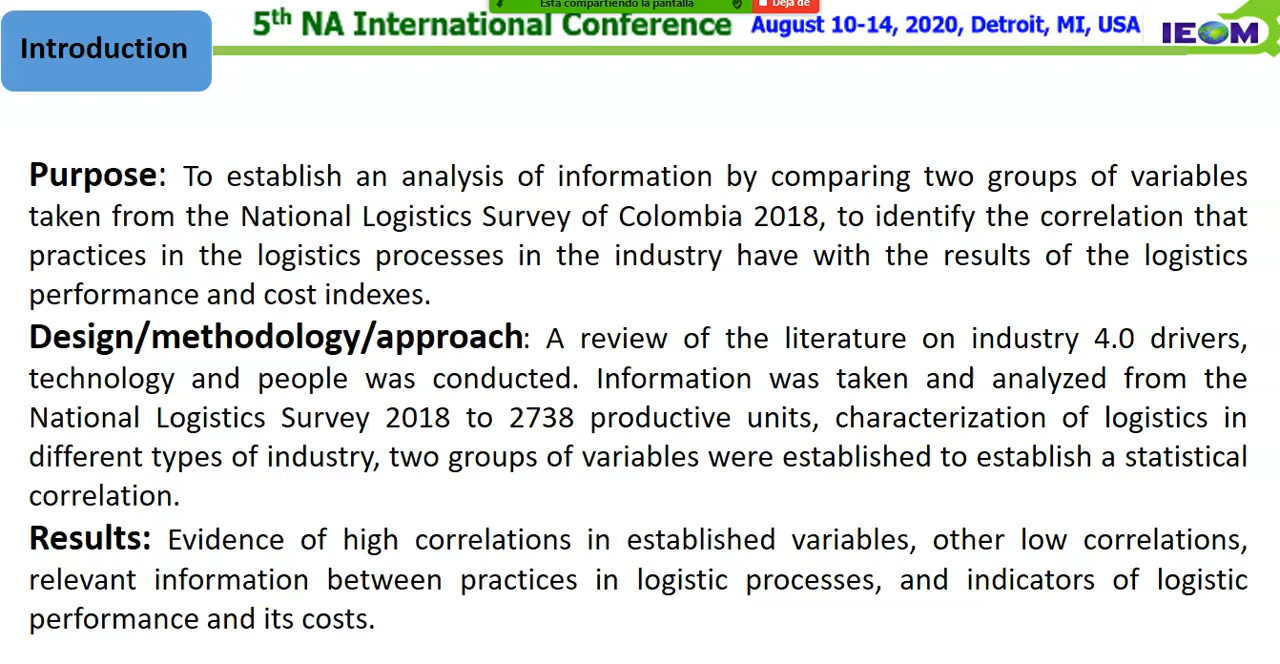 Está compartiendo la pantalla
Deja de
5th NA International Conference August 10-14, 2020, Detroit, MI, USA IEOM
Introduction
Purpose: To establish an analysis of information by comparing two groups of variables
taken from the National Logistics Survey of Colombia 2018, to identify the correlation that
practices in the logistics processes in the industry have with the results of the logistics
performance and cost indexes.
Design/methodology/approach: A review of the literature on industry 4.0 drivers,
technology and people was conducted. Information was taken and analyzed from the
National Logistics Survey 2018 to 2738 productive units, characterization of logistics in
different types of industry, two groups of variables were established to establish a statistical
correlation.
Results: Evidence of high correlations in established variables, other low correlations,
relevant information between practices in logistic processes, and indicators of logistic
performance and its costs.